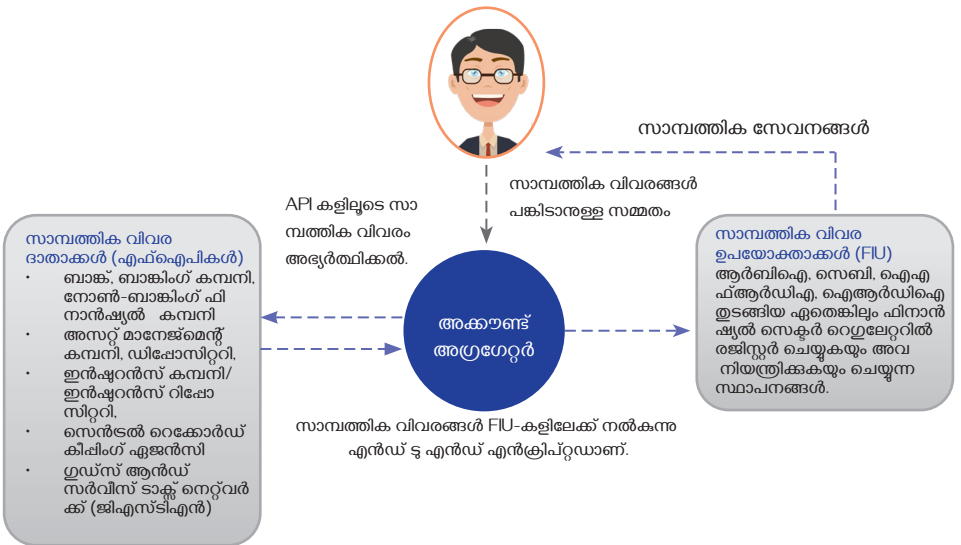 സാമ്പത്തിക സേവനങ്ങൾ
സാമ്പത്തിക വിവരങ്ങൾ
പങ്കിടാനുള്ള സമ്മതം
API കളിലൂടെ സാ
മ്പത്തിക വിവരം
അഭ്യർത്ഥിക്കൽ.
സാമ്പത്തിക വിവര
ദാതാക്കൾ (എഫ്ഐപികൾ)
• ബാങ്ക്, ബാങ്കിംഗ് കമ്പനി,
നോൺ-ബാങ്കിംഗ് ഫി
നാൻഷ്യൽ കമ്പനി
• അസറ്റ് മാനേജ്മെന്റ്
കമ്പനി, ഡിപ്പോസിറ്ററി,
• ഇൻഷുറൻസ് കമ്പനി/
ഇൻഷുറൻസ് റിപ്പോ
സിറ്ററി,
• സെൻട്രൽ റെക്കോർഡ്
കീപ്പിംഗ് ഏജൻസി
• ഗുഡ്സ് ആൻഡ്
സർവീസ് ടാക്സ് നെറ്റ്‌വർ
ക്ക് (ജിഎസ്ടിഎൻ)
അക്കൗണ്ട്
അഗ്രഗേറ്റർ
സാമ്പത്തിക വിവരങ്ങൾ FIU-കളിലേക്ക് നൽകുന്നു
എൻഡ് ടു എൻഡ് എൻക്രിപ്റ്റഡാണ്.
സാമ്പത്തിക വിവര
ഉപയോക്താക്കൾ (FIU)
ആർബിഐ, സെബി, ഐഎ
ഫ്ആർഡിഎ, ഐആർഡിഐ
തുടങ്ങിയ ഏതെങ്കിലും ഫിനാൻ
ഷ്യൽ സെക്ടർ റെഗുലേറ്ററിൽ
രജിസ്റ്റർ ചെയ്യുകയും അവ
നിയന്ത്രിക്കുകയും ചെയ്യുന്ന
സ്ഥാപനങ്ങൾ.